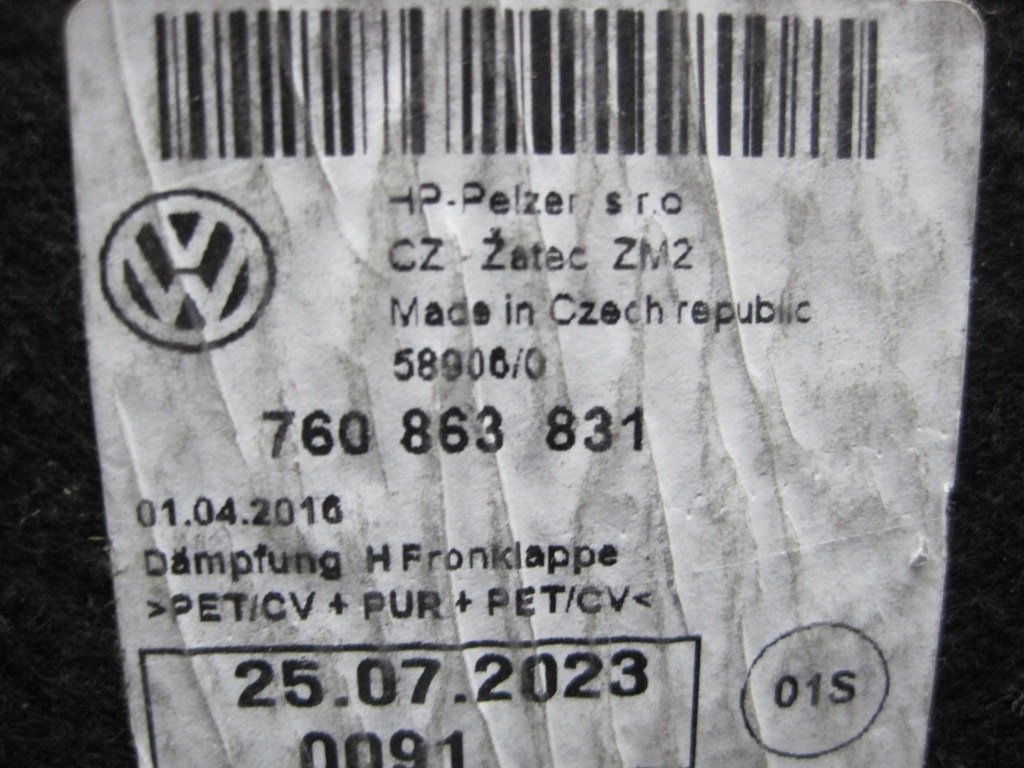 HP-Pelzer s r.o
CZ - Žatec ZM2
Made in Czech republic
58906/0
760 863 831
01.04.2016
Dämpfung H Fronklappe
>PET/CV + PUR + PET/CV<
25.07.2023
01S
0091